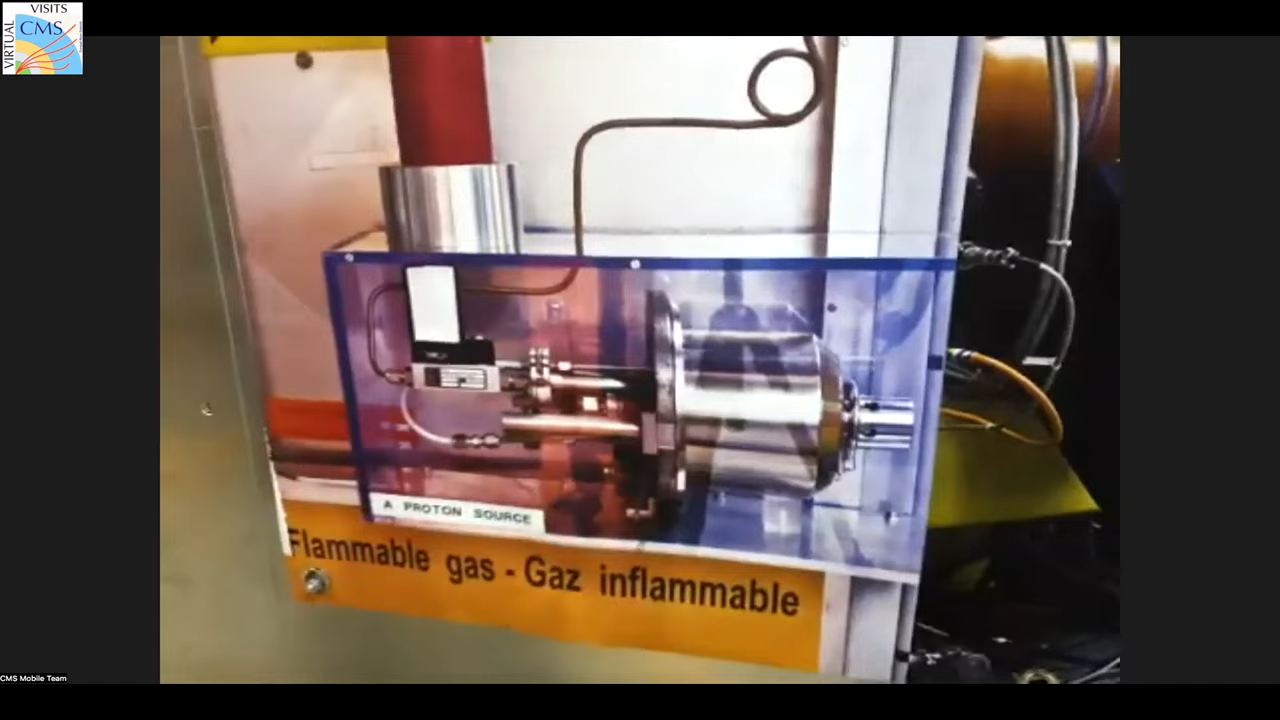 VISITS
VIRTUAL
CMS
A PROTON SOURCE
Flammable gas - Gaz inflammable
CMS Mobile Team